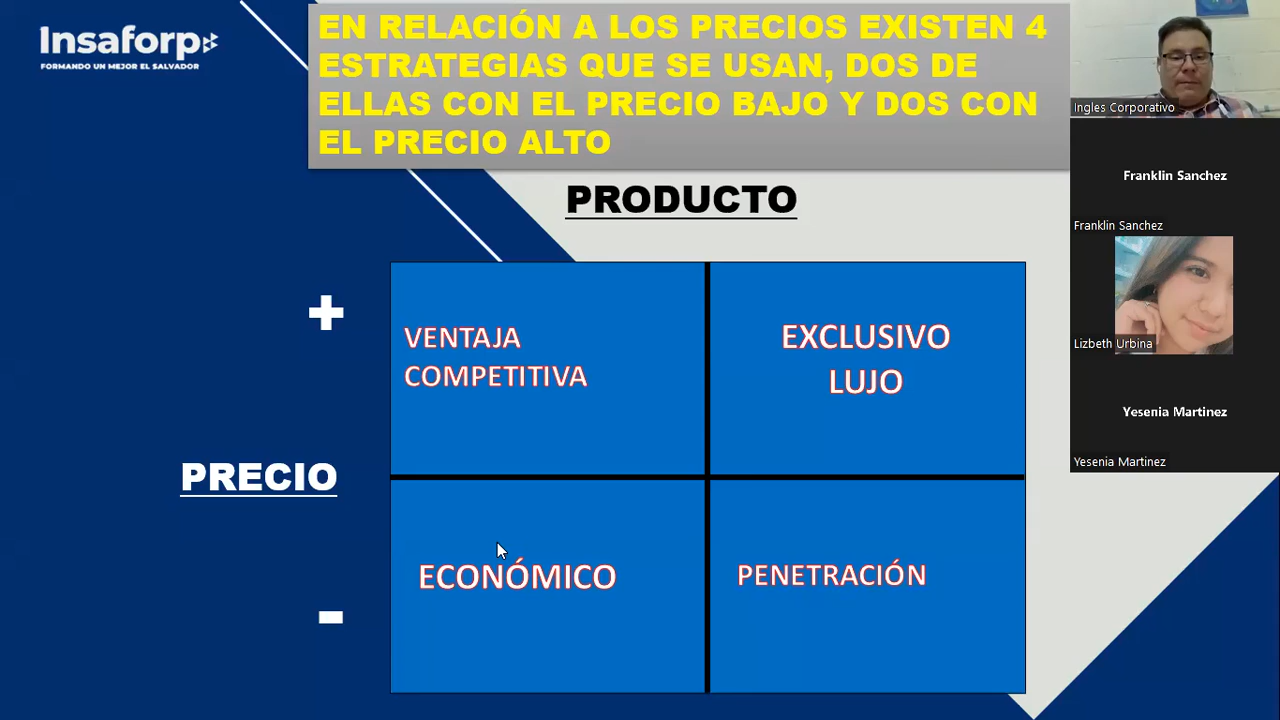 Insaforp
FORMANDO UN MEJOR EL SALVADOR
EN RELACIÓN A LOS PRECIOS EXISTEN 4
ESTRATEGIAS QUE SE USAN, DOS DE
ELLAS CON EL PRECIO BAJO Y DOS CON
EL PRECIO ALTO
PRODUCTO
+
PRECIO
-
VENTAJA
COMPETITIVA
EXCLUSIVO
LUJO
ECONÓMICO
PENETRACIÓN
Ingles Corporativo
Franklin Sanchez
Franklin Sanchez
Lizbeth Urbina
Yesenia Martinez
Yesenia Martinez